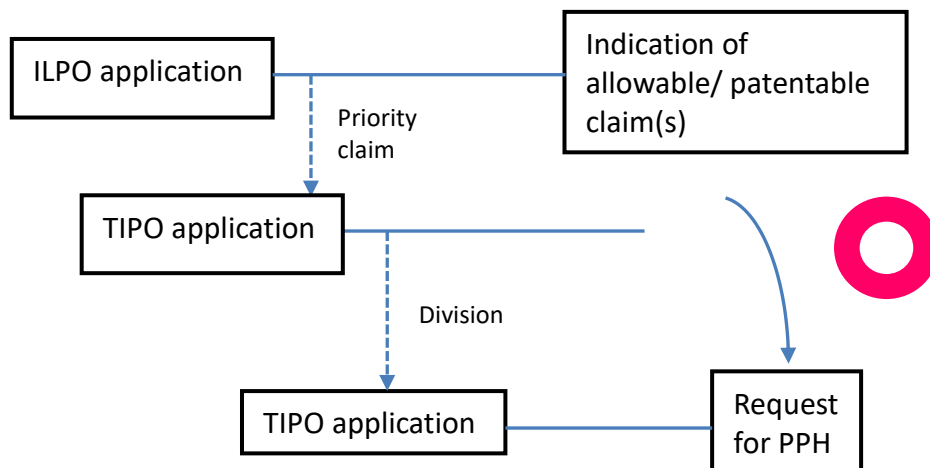 ILPO application
Indication of
allowable/ patentable
claim(s)
Priority
claim
TIPO application
Division
TIPO application
Request
for PPH